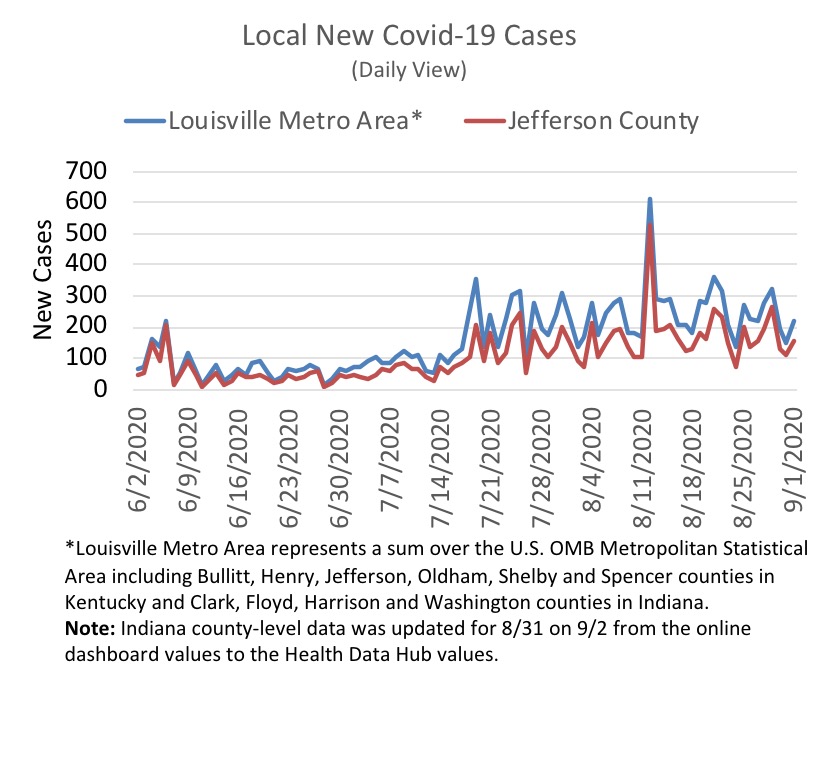 Local New Covid-19 Cases
(Daily View)
Louisville Metro Area* Jefferson County
New Cases
700
600
500
400
300
200
100
0
6/2/2020
6/9/2020
6/16/2020
6/23/2020
6/30/2020
7/7/2020
7/14/2020
7/21/2020
7/28/2020
8/4/2020
8/11/2020
8/18/2020
8/25/2020
9/1/2020
*Louisville Metro Area represents a sum over the U.S. OMB Metropolitan Statistical
Area including Bullitt, Henry, Jefferson, Oldham, Shelby and Spencer counties in
Kentucky and Clark, Floyd, Harrison and Washington counties in Indiana.
Note: Indiana county-level data was updated for 8/31 on 9/2 from the online
dashboard values to the Health Data Hub values.